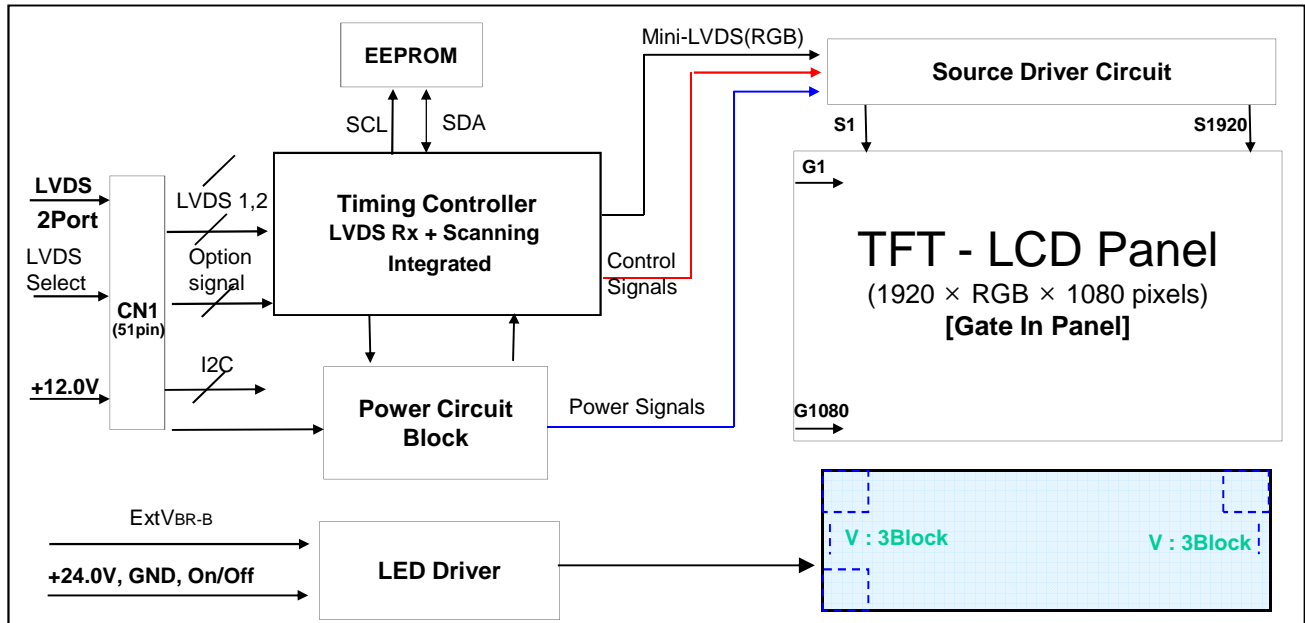 EEPROM
SCL
SDA
Mini-LVDS(RGB)
Source Driver Circuit
S1
S1920
LVDS
2Port
LVDS
Select
+12.0V
CN1
(51pin)
LVDS 1,2
Option
signal
I2C
Timing Controller
LVDS Rx + Scanning
Integrated
Control
Signals
Power Circuit
Block
Power Signals
G1
TFT - LCD Panel
(1920 × RGB × 1080 pixels)
[Gate In Panel]
G1080
ExtVBR-B
+24.0V, GND, On/Off
LED Driver
V : 3Block
V : 3Block